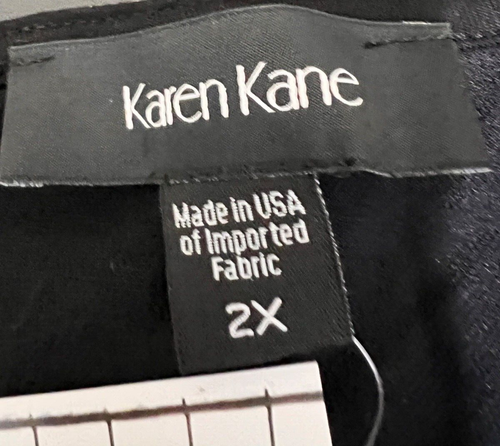 Karen Kane
Made in USA
of Imported
Fabric
2X